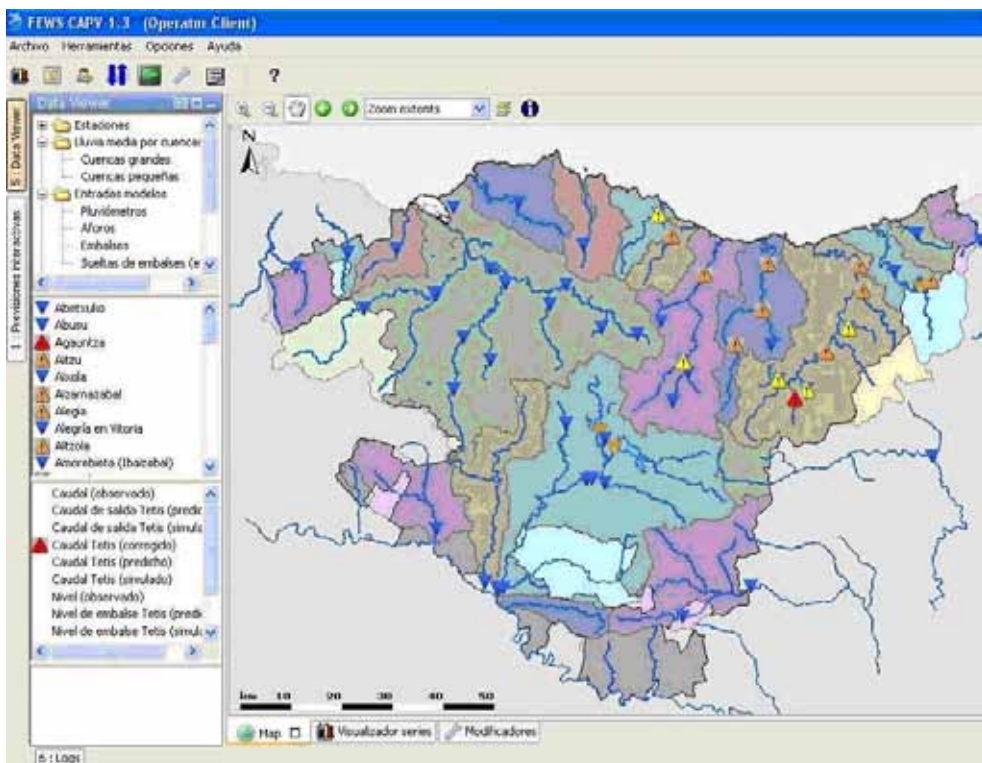 FEWS CAPV 1.3 (Operator Client)
Archivo Herramientas Opciones Ayuda
?
Data Viewer
Zoom extents
5 : Data Viewer
1 : Previsiones interactivas
Estaciones
Lluvia media por cuencas
Cuencas grandes
Cuencas pequeñas
Entradas modelos
Pluviómetros
Aforos
Embalses
Sueltas de embalses (e
Abetxuko
Abusu
Agauntza
Aitzu
Aixola
Aizarnazabal
Alegia
Alegría en Vitoria
Altzola
Amorebieta (Ibaizabal)
Caudal (observado)
Caudal de salida Tetis (predic
Caudal de salida Tetis (simula
Caudal Tetis (corregido)
Caudal Tetis (predicho)
Caudal Tetis (simulado)
Nivel (observado)
Nivel de embalse Tetis (predi
Nivel de embalse Tetis (simul
N
km 10 20 30 40 50
Map Visualizador series Modificadores
6 : Logs